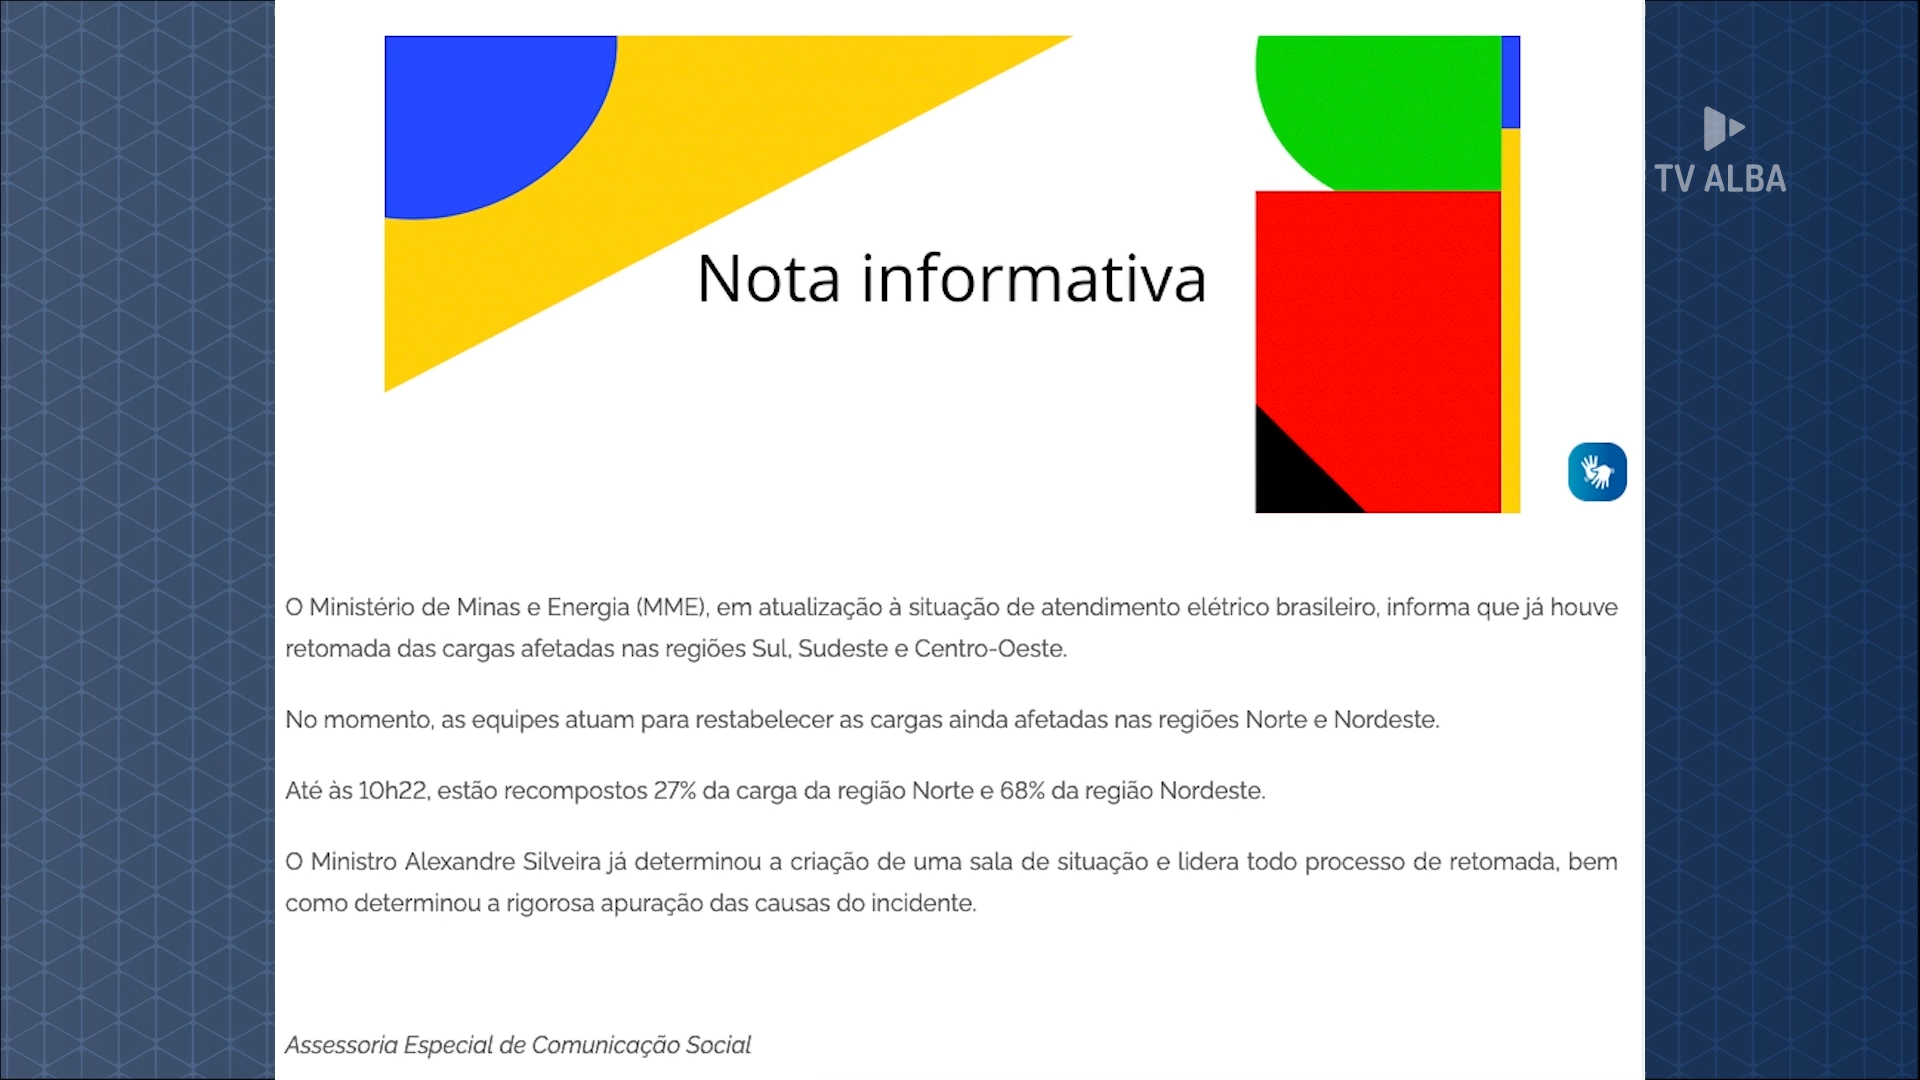 TV ALBA
Nota informativa
O Ministério de Minas e Energia (MME), em atualização à situação de atendimento elétrico brasileiro, informa que já houve
retomada das cargas afetadas nas regiões Sul, Sudeste e Centro-Oeste.
No momento, as equipes atuam para restabelecer as cargas ainda afetadas nas regiões Norte e Nordeste.
Até às 10h22, estão recompostos 27% da carga da região Norte e 68% da região Nordeste.
O Ministro Alexandre Silveira já determinou a criação de uma sala de situação e lidera todo processo de retomada, bem
como determinou a rigorosa apuração das causas do incidente.
Assessoria Especial de Comunicação Social